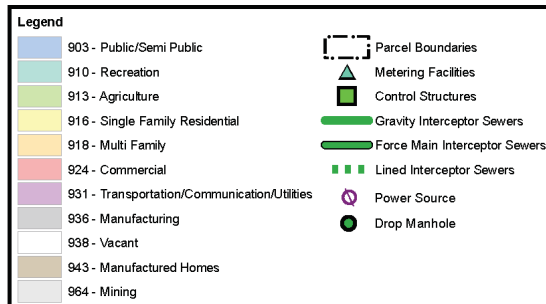 Legend
903 - Public/Semi Public
910 - Recreation
913 - Agriculture
916 - Single Family Residential
918 - Multi Family
924 - Commercial
931 - Transportation/Communication/Utilities
936 - Manufacturing
938 - Vacant
943 - Manufactured Homes
964 - Mining
Parcel Boundaries
Metering Facilities
Control Structures
Gravity Interceptor Sewers
Force Main Interceptor Sewers
Lined Interceptor Sewers
Power Source
Drop Manhole